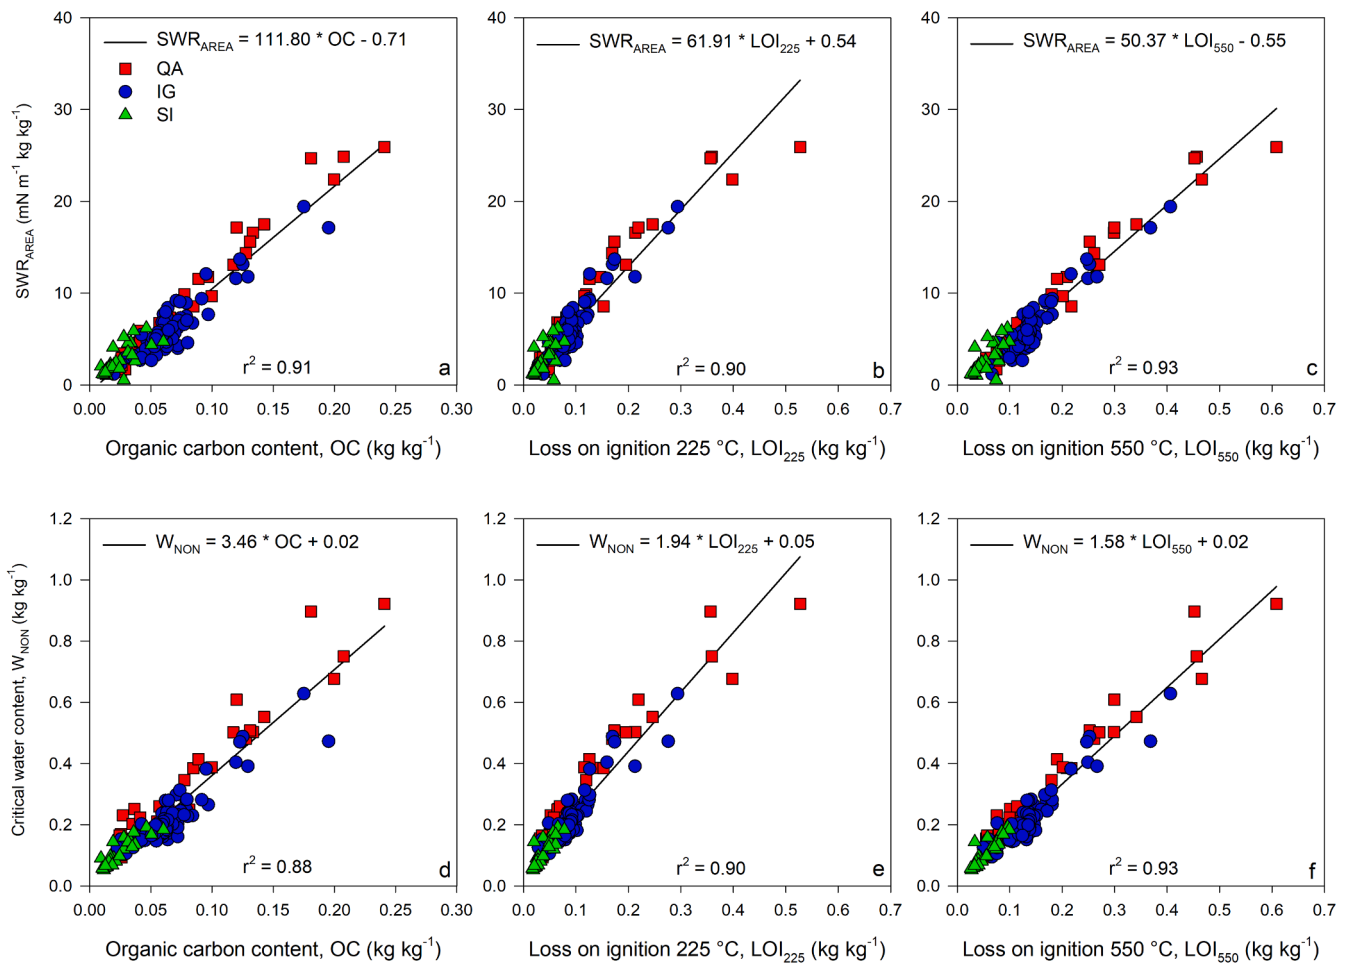 40
30
20
10
0
SWR_AREA (mN m⁻¹ kg kg⁻¹)
SWR_AREA = 111.80 * OC - 0.71
QA
IG
SI
r² = 0.91
a
0.00 0.05 0.10 0.15 0.20 0.25 0.30
Organic carbon content, OC (kg kg⁻¹)
40
30
20
10
0
SWR_AREA = 61.91 * LOI_225 + 0.54
r² = 0.90
b
0.0 0.1 0.2 0.3 0.4 0.5 0.6 0.7
Loss on ignition 225 °C, LOI_225 (kg kg⁻¹)
40
30
20
10
0
SWR_AREA = 50.37 * LOI_550 - 0.55
r² = 0.93
c
0.0 0.1 0.2 0.3 0.4 0.5 0.6 0.7
Loss on ignition 550 °C, LOI_550 (kg kg⁻¹)
1.2
1.0
0.8
0.6
0.4
0.2
0.0
Critical water content, W_NON (kg kg⁻¹)
W_NON = 3.46 * OC + 0.02
r² = 0.88
d
0.00 0.05 0.10 0.15 0.20 0.25 0.30
Organic carbon content, OC (kg kg⁻¹)
1.2
1.0
0.8
0.6
0.4
0.2
0.0
W_NON = 1.94 * LOI_225 + 0.05
r² = 0.90
e
0.0 0.1 0.2 0.3 0.4 0.5 0.6 0.7
Loss on ignition 225 °C, LOI_225 (kg kg⁻¹)
1.2
1.0
0.8
0.6
0.4
0.2
0.0
W_NON = 1.58 * LOI_550 + 0.02
r² = 0.93
f
0.0 0.1 0.2 0.3 0.4 0.5 0.6 0.7
Loss on ignition 550 °C, LOI_550 (kg kg⁻¹)